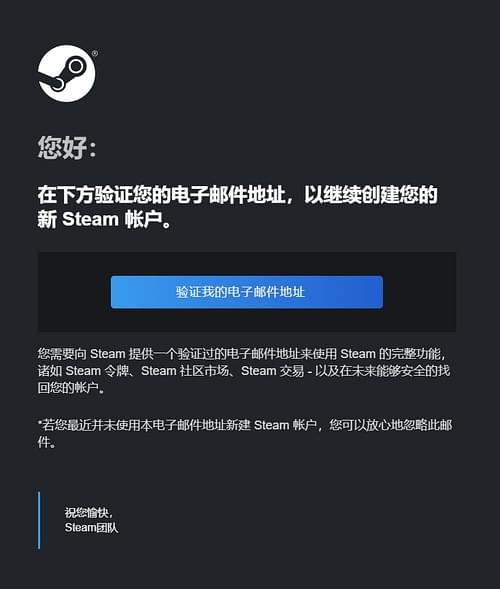 ®
您好：
在下方验证您的电子邮件地址，以继续创建您的
新 Steam 帐户。
验证我的电子邮件地址
您需要向 Steam 提供一个验证过的电子邮件地址来使用 Steam 的完整功能，
诸如 Steam 令牌、Steam 社区市场、Steam 交易 - 以及在未来能够安全的找
回您的帐户。
*若您最近并未使用本电子邮件地址新建 Steam 帐户，您可以放心地忽略此邮
件。
祝您愉快，
Steam团队